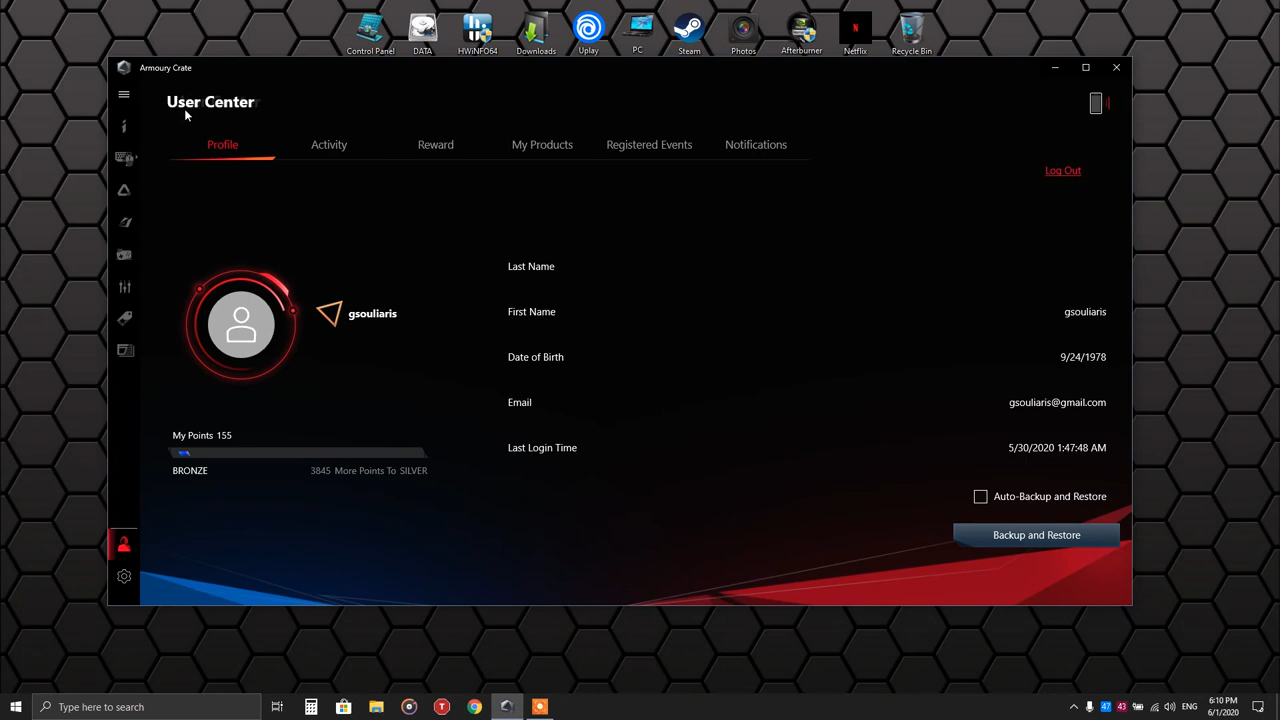 Control Panel
DATA
HWiNFO64
Downloads
Uplay
PC
Steam
Photos
Afterburner
Netflix
Recycle Bin
Armoury Crate
User Center
Profile
Activity
Reward
My Products
Registered Events
Notifications
Log Out
gsouliaris
My Points 155
BRONZE
3845 More Points To SILVER
Last Name
First Name
gsouliaris
Date of Birth
9/24/1978
Email
gsouliaris@gmail.com
Last Login Time
5/30/2020 1:47:48 AM
Auto-Backup and Restore
Backup and Restore
Type here to search
47
43
ENG
6:10 PM
6/1/2020